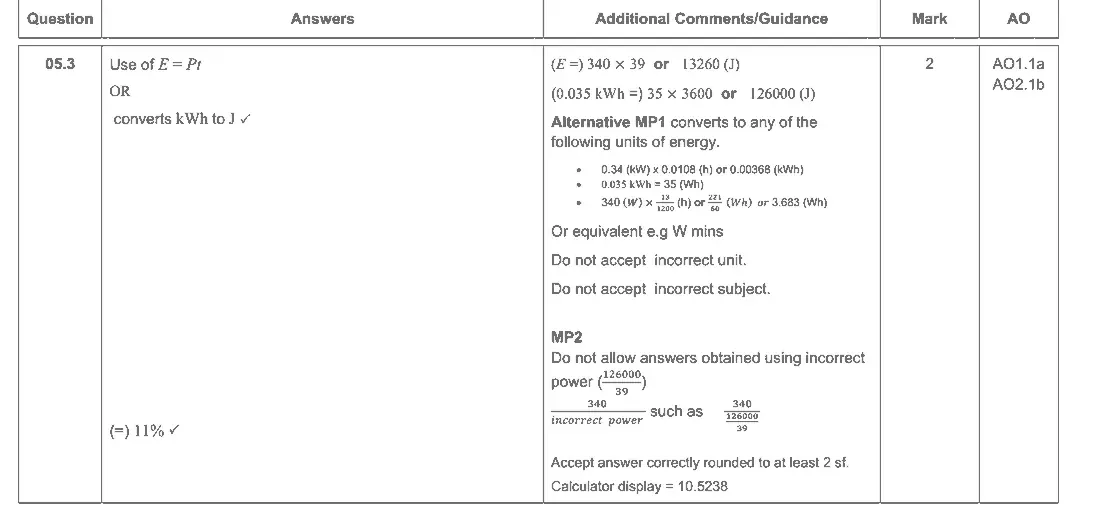 Question Answers Additional Comments/Guidance Mark AO
05.3 Use of E = Pt (E =) 340 × 39 or 13260 (J) 2 AO1.1a
OR (0.035 kWh =) 35 × 3600 or 126000 (J) AO2.1b
converts kWh to J ✓ Alternative MP1 converts to any of the
following units of energy.
• 0.34 (kW) x 0.0108 (h) or 0.00368 (kWh)
• 0.035 kWh = 35 (Wh)
• 340 (W) × 13/1200 (h) or 221/60 (Wh) or 3.683 (Wh)
Or equivalent e.g W mins
Do not accept incorrect unit.
Do not accept incorrect subject.
MP2
Do not allow answers obtained using incorrect
power (126000/39)
340/incorrect power such as 340/(126000/39)
(=) 11% ✓
Accept answer correctly rounded to at least 2 sf.
Calculator display = 10.5238